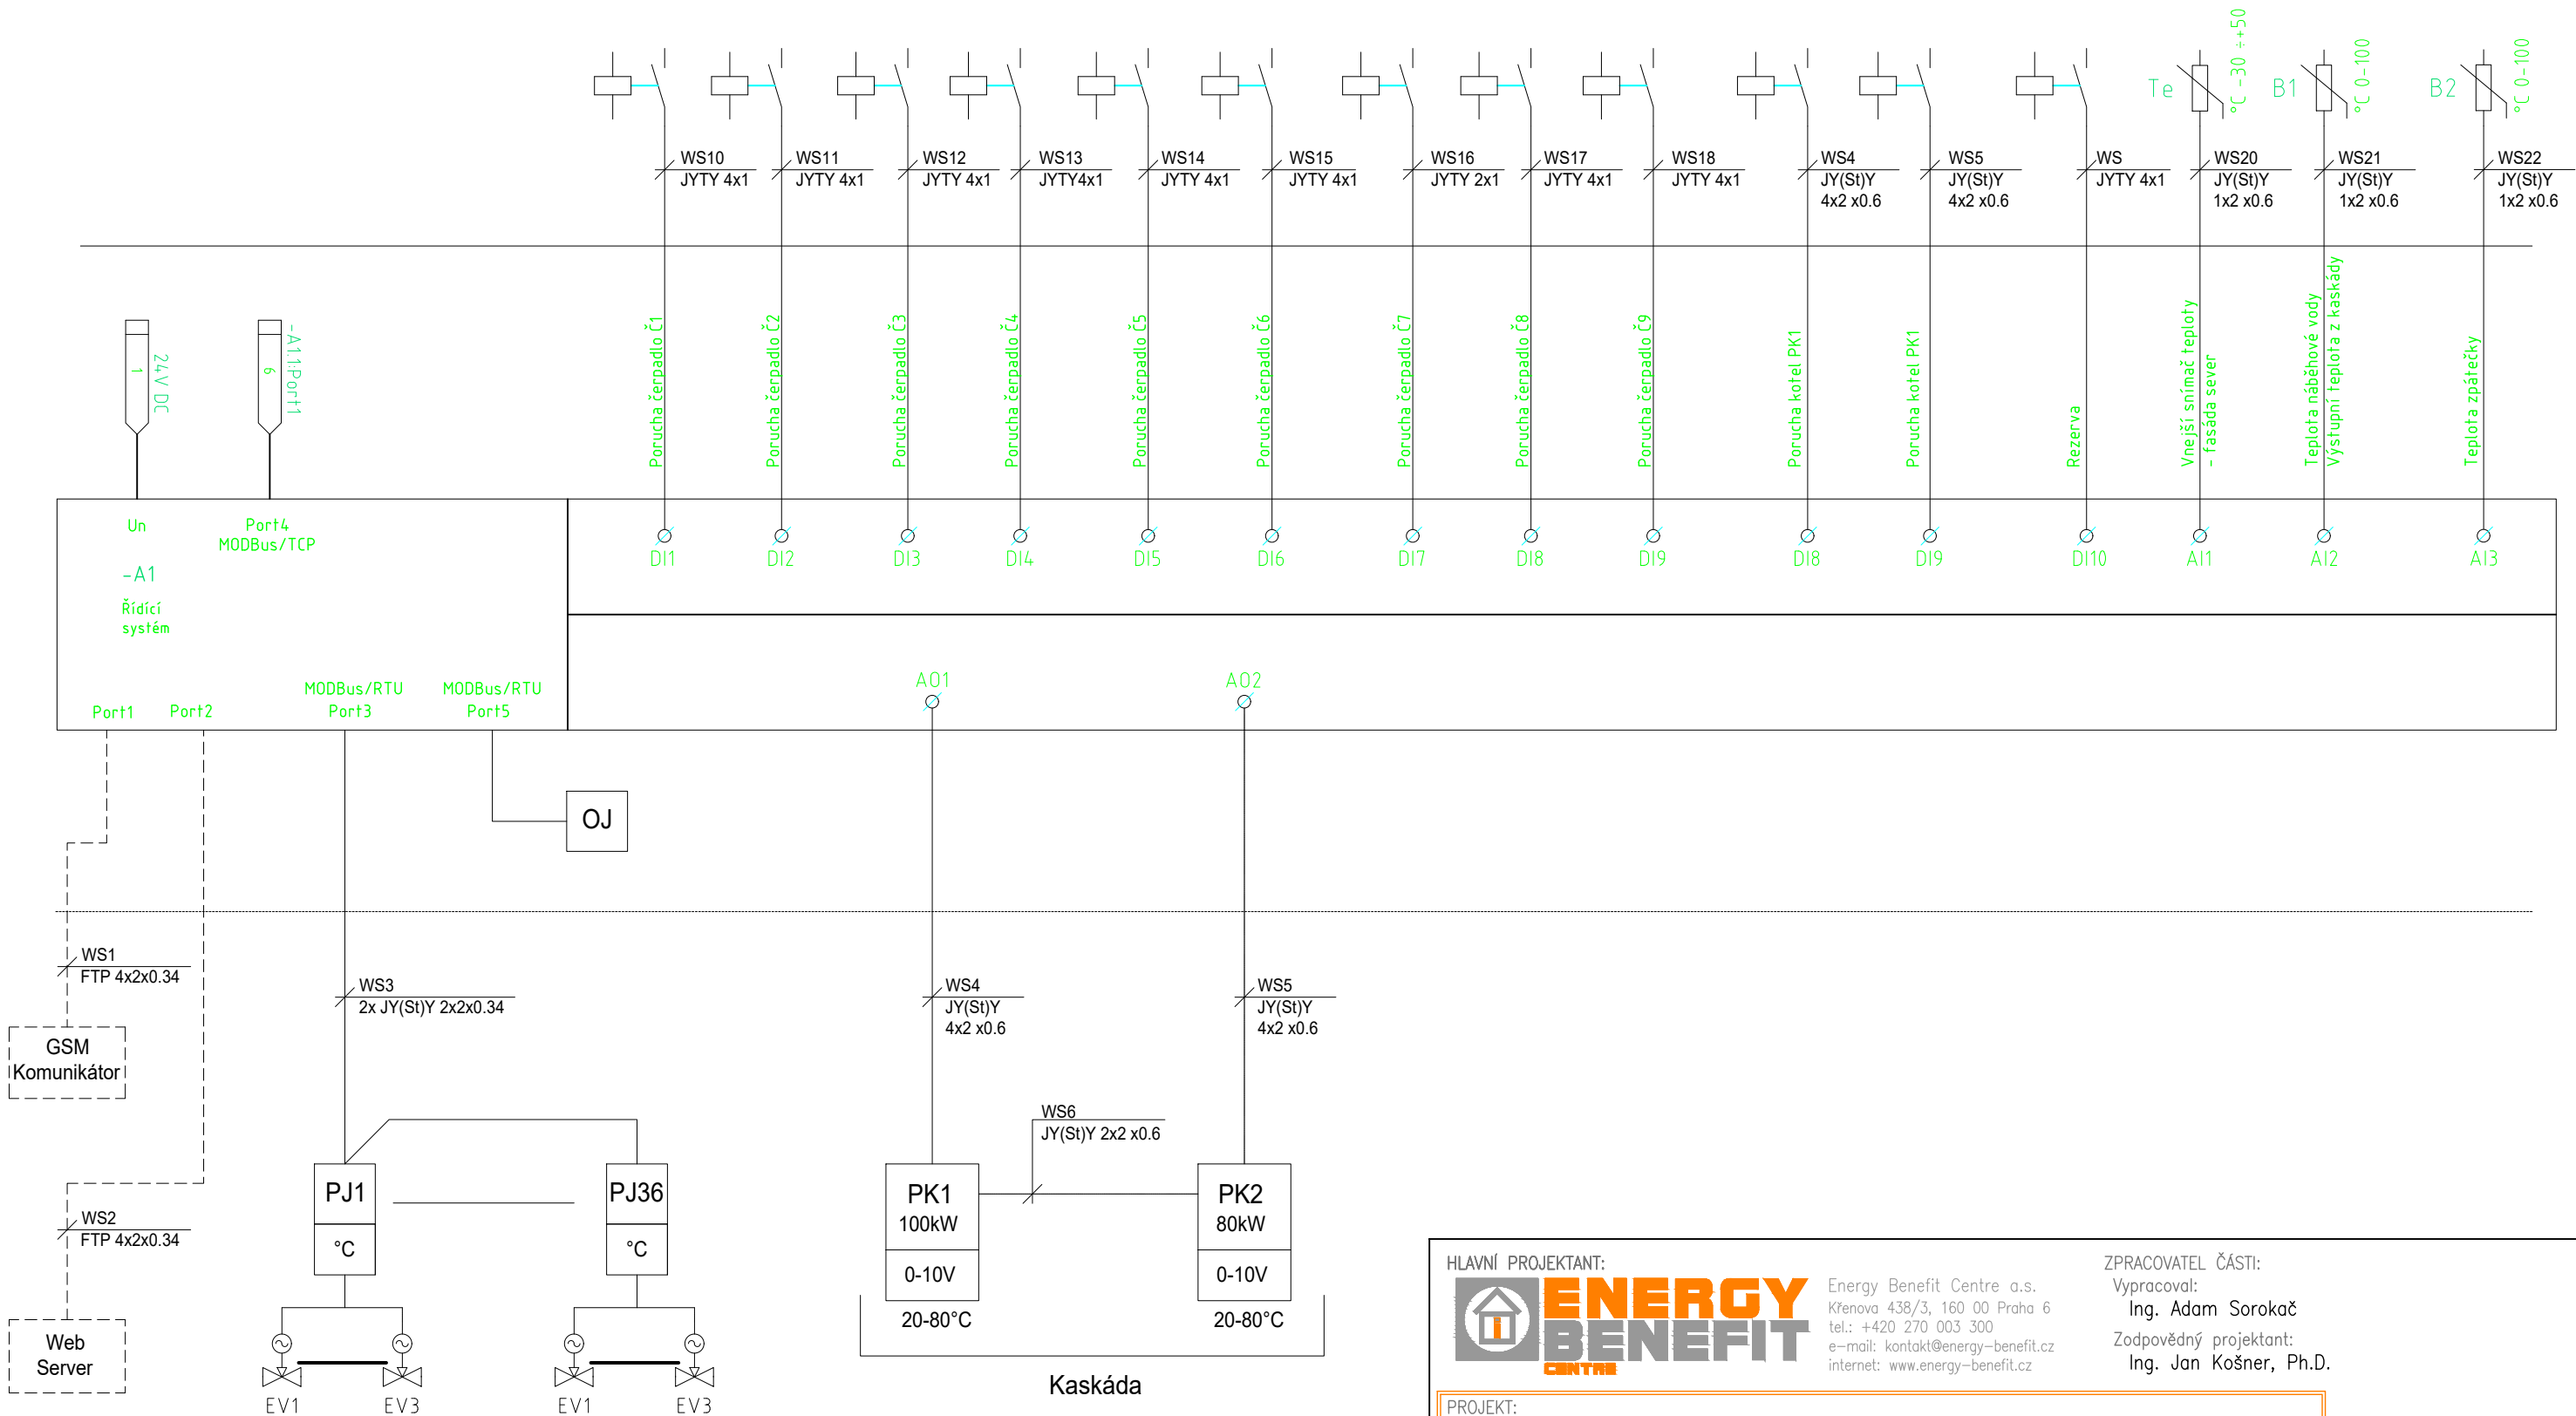 Te
°C -30 ÷+50
B1
°C 0-100
B2
°C 0-100
WS10
JYTY 4x1
WS11
JYTY 4x1
WS12
JYTY 4x1
WS13
JYTY4x1
WS14
JYTY 4x1
WS15
JYTY 4x1
WS16
JYTY 2x1
WS17
JYTY 4x1
WS18
JYTY 4x1
WS4
JY(St)Y
4x2 x0.6
WS5
JY(St)Y
4x2 x0.6
WS
JYTY 4x1
WS20
JY(St)Y
1x2 x0.6
WS21
JY(St)Y
1x2 x0.6
WS22
JY(St)Y
1x2 x0.6
1
24V DC
6
-A1.1:Port1
Porucha čerpadlo Č1
Porucha čerpadlo Č2
Porucha čerpadlo Č3
Porucha čerpadlo Č4
Porucha čerpadlo Č5
Porucha čerpadlo Č6
Porucha čerpadlo Č7
Porucha čerpadlo Č8
Porucha čerpadlo Č9
Porucha kotel PK1
Porucha kotel PK1
Rezerva
Vnejší snímač teploty
- fasáda sever
Teplota náběhové vody
Výstupní teplota z kaskády
Teplota zpátečky
Un
Port4
MODBus/TCP
-A1
Řídící
systém
DI1
DI2
DI3
DI4
DI5
DI6
DI7
DI8
DI9
DI8
DI9
DI10
AI1
AI2
AI3
Port1
Port2
MODBus/RTU
Port3
MODBus/RTU
Port5
AO1
AO2
OJ
WS1
FTP 4x2x0.34
WS3
2x JY(St)Y 2x2x0.34
WS4
JY(St)Y
4x2 x0.6
WS5
JY(St)Y
4x2 x0.6
GSM
Komunikátor
WS6
JY(St)Y 2x2 x0.6
WS2
FTP 4x2x0.34
Web
Server
PJ1
°C
PJ36
°C
EV1
EV3
EV1
EV3
PK1
100kW
0-10V
20-80°C
PK2
80kW
0-10V
20-80°C
Kaskáda
HLAVNÍ PROJEKTANT:
ENERGY
BENEFIT
CENTRE
Energy Benefit Centre a.s.
Křenova 438/3, 160 00 Praha 6
tel.: +420 270 003 300
e-mail: kontakt@energy-benefit.cz
internet: www.energy-benefit.cz
ZPRACOVATEL ČÁSTI:
Vypracoval:
Ing. Adam Sorokač
Zodpovědný projektant:
Ing. Jan Košner, Ph.D.
PROJEKT: